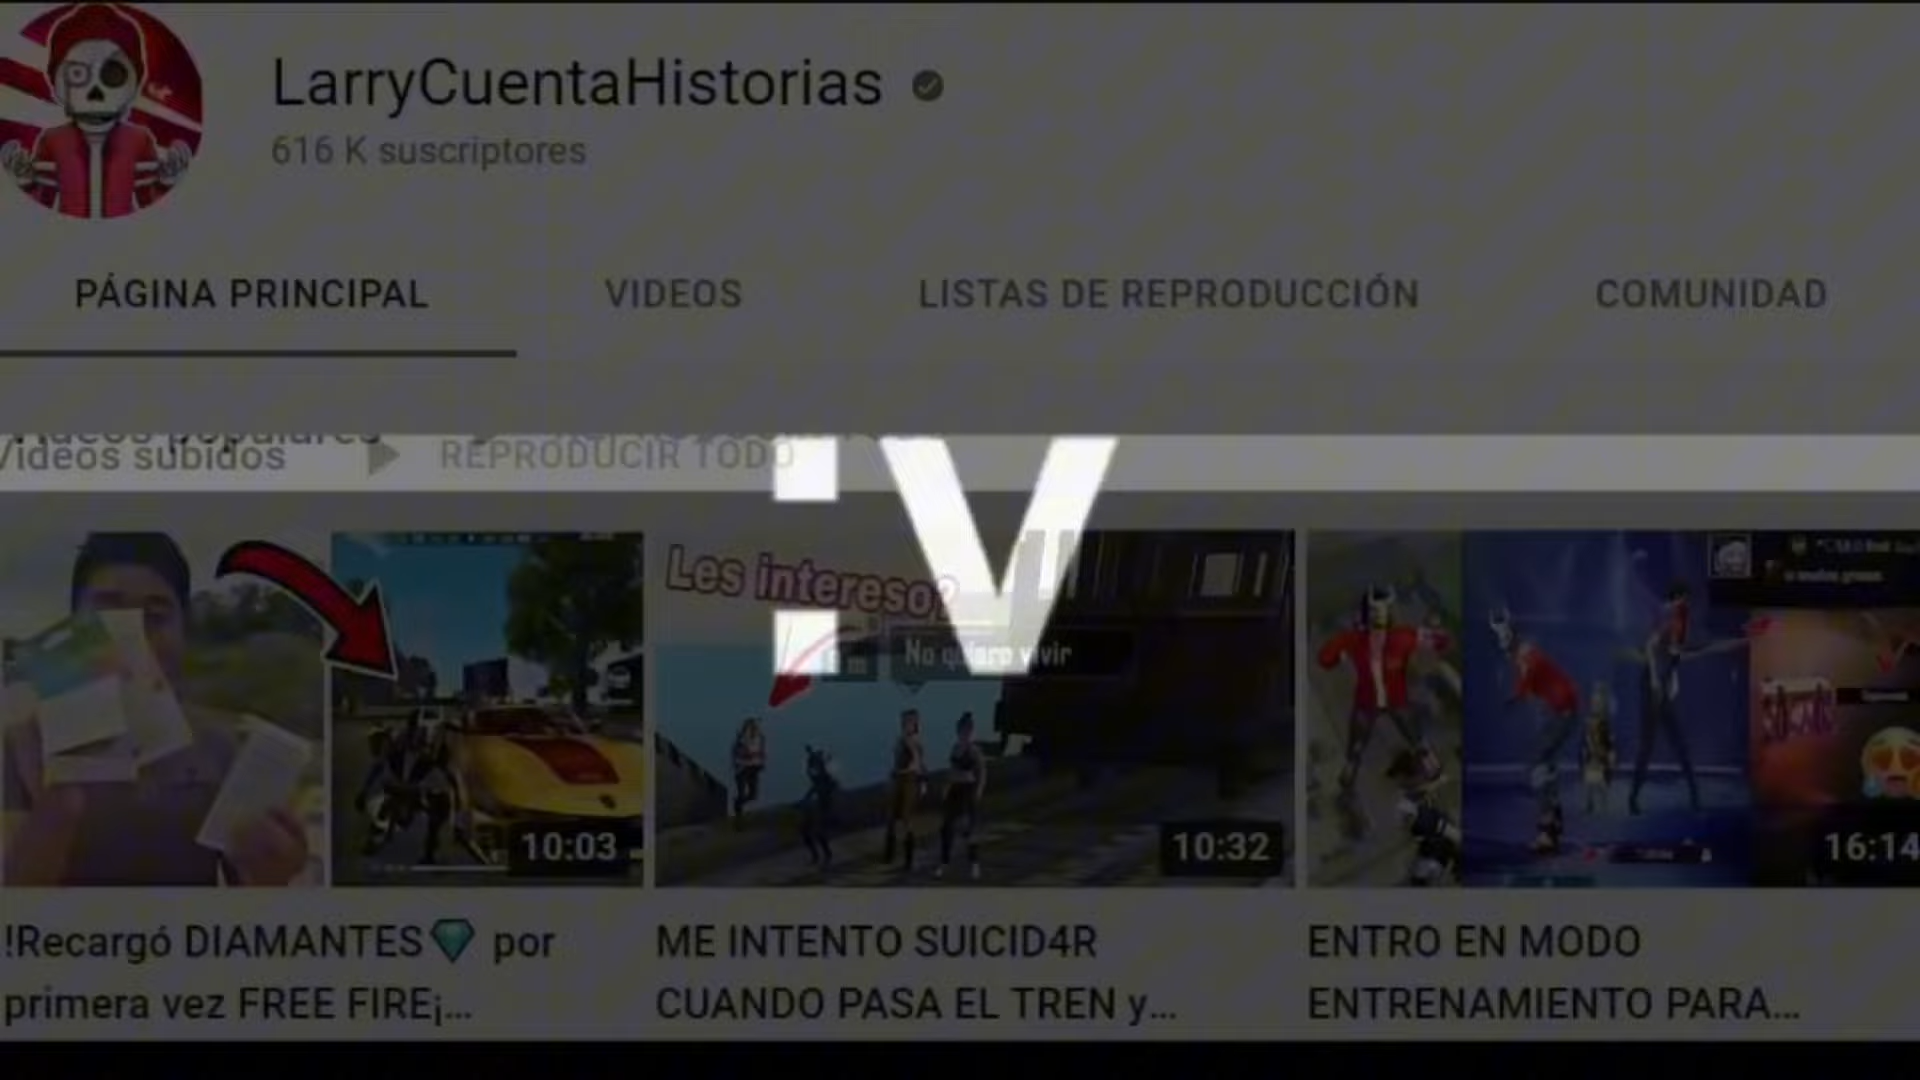 LarryCuentaHistorias
616 K suscriptores
PÁGINA PRINCIPAL
VIDEOS
LISTAS DE REPRODUCCIÓN
COMUNIDAD
Videos populares
Videos subidos
REPRODUCIR TODO
:v
Les intereso?
No quiero vivir
10:03
10:32
16:14
!Recargó DIAMANTES💎 por
primera vez FREE FIRE¡...
ME INTENTO SUICID4R
CUANDO PASA EL TREN y...
ENTRO EN MODO
ENTRENAMIENTO PARA...